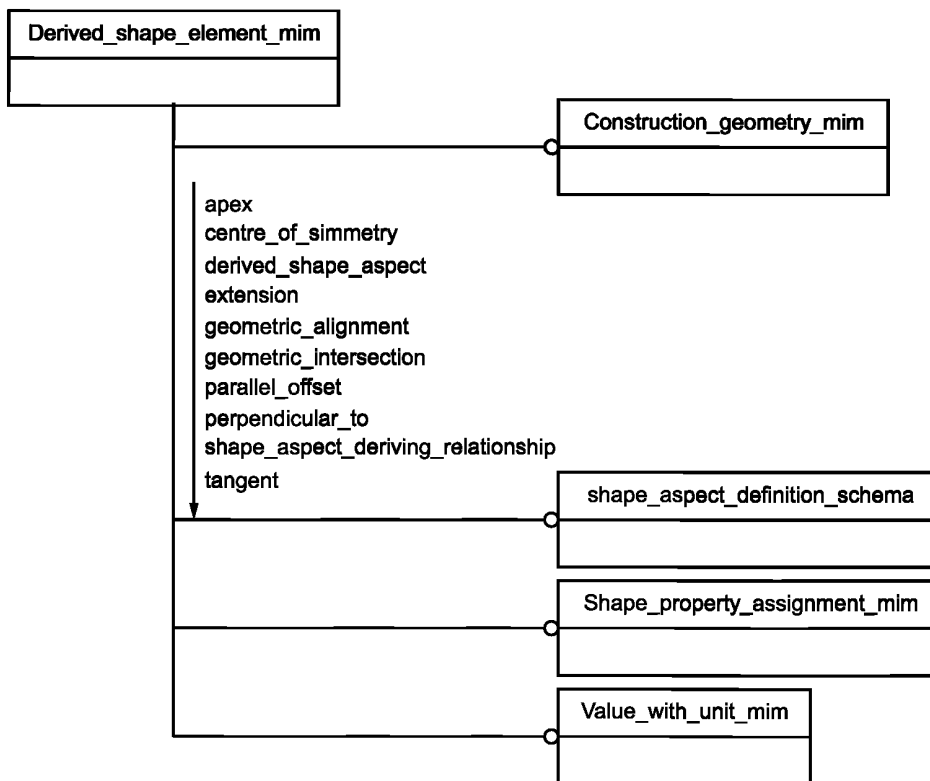 Derived_shape_element_mim
Construction_geometry_mim
apex
centre_of_simmetry
derived_shape_aspect
extension
geometric_alignment
geometric_intersection
parallel_offset
perpendicular_to
shape_aspect_deriving_relationship
tangent
shape_aspect_definition_schema
Shape_property_assignment_mim
Value_with_unit_mim